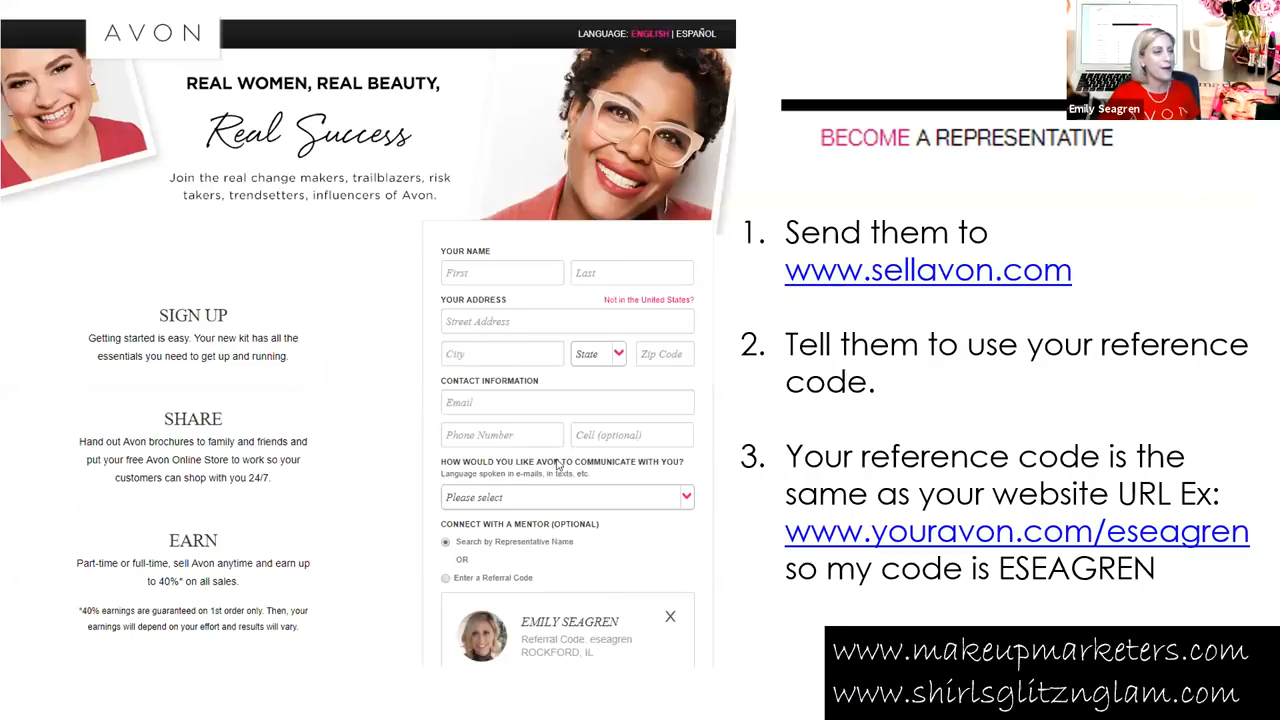 AVON
LANGUAGE: ENGLISH | ESPAÑOL
REAL WOMEN, REAL BEAUTY,
Real Success
Join the real change makers, trailblazers, risk
takers, trendsetters, influencers of Avon.
SIGN UP
Getting started is easy. Your new kit has all the
essentials you need to get up and running.
SHARE
Hand out Avon brochures to family and friends and
put your free Avon Online Store to work so your
customers can shop with you 24/7.
EARN
Part-time or full-time, sell Avon anytime and earn up
to 40%* on all sales.
*40% earnings are guaranteed on 1st order only. Then, your
earnings will depend on your effort and results will vary.
YOUR NAME
First Last
YOUR ADDRESS Not in the United States?
Street Address
City State Zip Code
CONTACT INFORMATION
Email
Phone Number Cell (optional)
HOW WOULD YOU LIKE AVON TO COMMUNICATE WITH YOU?
Language spoken in e-mails, in texts, etc.
Please select
CONNECT WITH A MENTOR (OPTIONAL)
Search by Representative Name
OR
Enter a Referral Code
EMILY SEAGREN X
Referral Code: eseagren
ROCKFORD, IL
Emily Seagren
AVON
BECOME A REPRESENTATIVE
1. Send them to
www.sellavon.com
2. Tell them to use your reference
code.
3. Your reference code is the
same as your website URL Ex:
www.youravon.com/eseagren
so my code is ESEAGREN
www.makeupmarketers.com
www.shirlsglitznglam.com